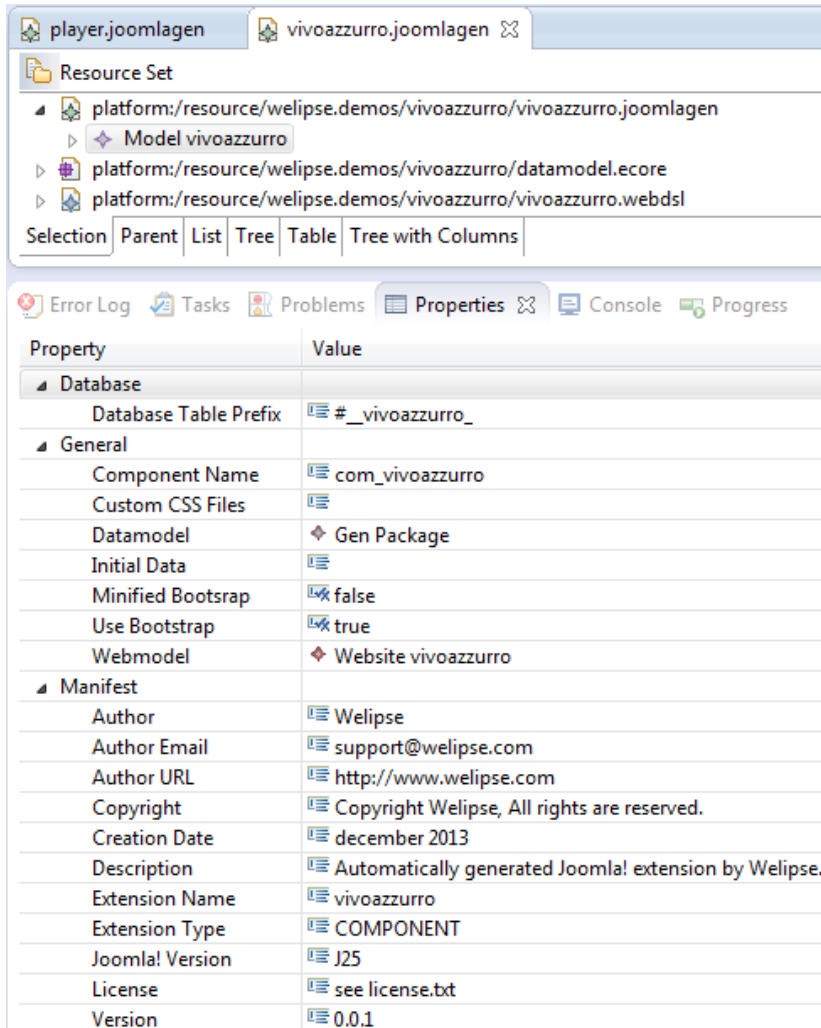 player.joomlagen vivoazzurro.joomlagen
Resource Set
platform:/resource/welipse.demos/vivoazzurro/vivoazzurro.joomlagen
Model vivoazzurro
platform:/resource/welipse.demos/vivoazzurro/datamodel.ecore
platform:/resource/welipse.demos/vivoazzurro/vivoazzurro.webdsl
Selection Parent List Tree Table Tree with Columns
Error Log Tasks Problems Properties Console Progress
Property Value
Database
Database Table Prefix #__vivoazzurro_
General
Component Name com_vivoazzurro
Custom CSS Files
Datamodel Gen Package
Initial Data
Minified Bootsrap false
Use Bootstrap true
Webmodel Website vivoazzurro
Manifest
Author Welipse
Author Email support@welipse.com
Author URL http://www.welipse.com
Copyright Copyright Welipse, All rights are reserved.
Creation Date december 2013
Description Automatically generated Joomla! extension by Welipse.
Extension Name vivoazzurro
Extension Type COMPONENT
Joomla! Version J25
License see license.txt
Version 0.0.1